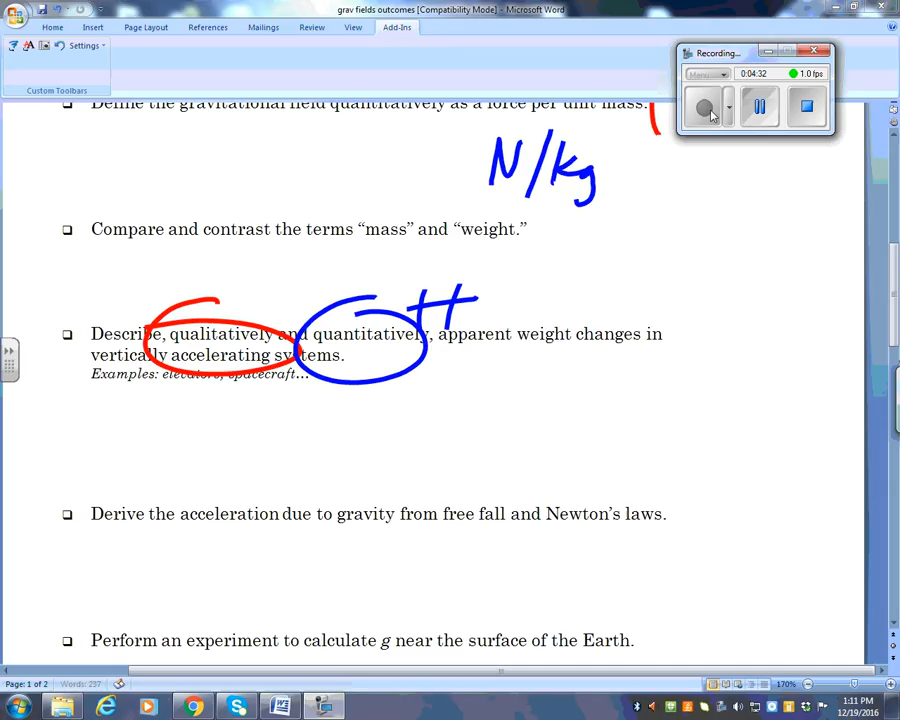 grav fields outcomes [Compatibility Mode] - Microsoft Word
Home Insert Page Layout References Mailings Review View Add-Ins
Settings
Custom Toolbars
Recording...
Menu 0:04:32 1.0 fps
❑ Define the gravitational field quantitatively as a force per unit mass.
N/kg
❑ Compare and contrast the terms “mass” and “weight.”
#
❑ Describe, qualitatively and quantitatively, apparent weight changes in
vertically accelerating systems.
Examples: elevators, spacecraft…
❑ Derive the acceleration due to gravity from free fall and Newton’s laws.
❑ Perform an experiment to calculate g near the surface of the Earth.
Page: 1 of 2 Words: 237 170%
1:11 PM
12/19/2016